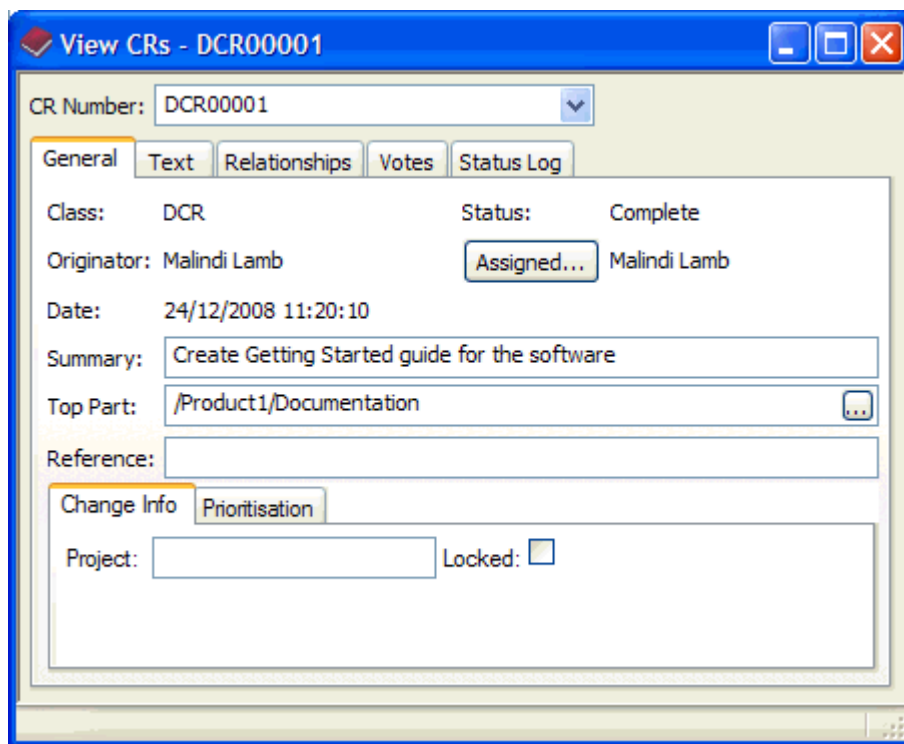 View CRs - DCR00001
CR Number: DCR00001
General Text Relationships Votes Status Log
Class: DCR Status: Complete
Originator: Malindi Lamb Assigned... Malindi Lamb
Date: 24/12/2008 11:20:10
Summary: Create Getting Started guide for the software
Top Part: /Product1/Documentation ...
Reference:
Change Info Prioritisation
Project: Locked: